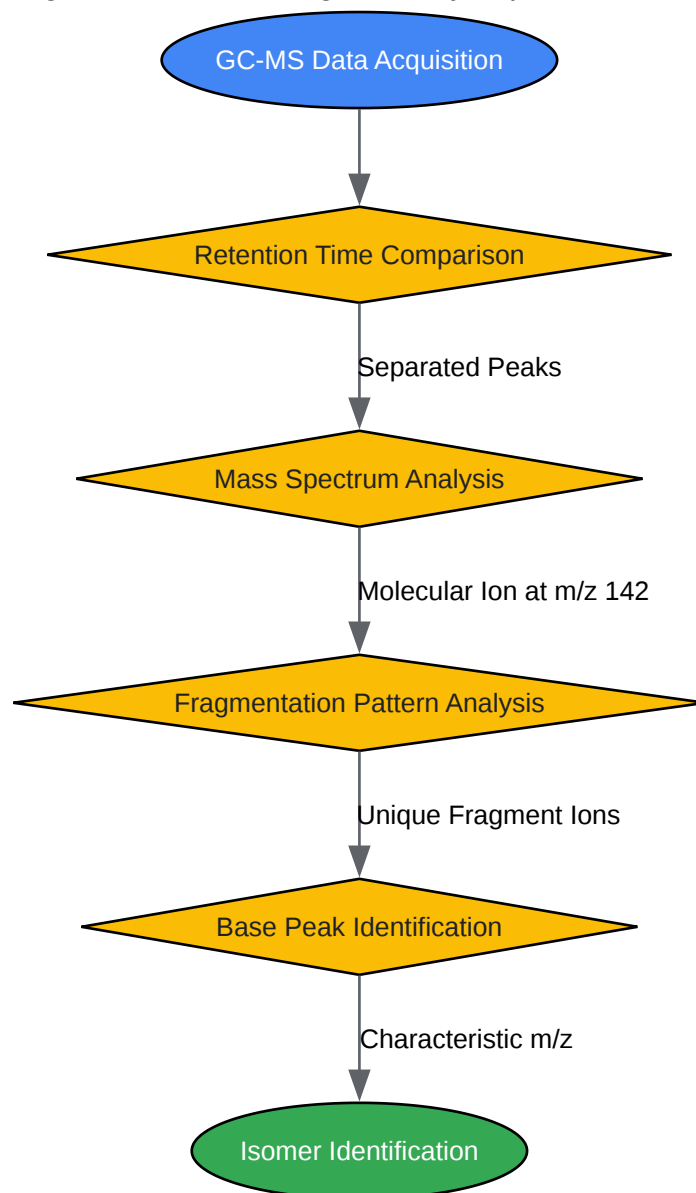 GC-MS Data Acquisition
Retention Time Comparison
Separated Peaks
Mass Spectrum Analysis
Molecular Ion at m/z 142
Fragmentation Pattern Analysis
Unique Fragment Ions
Base Peak Identification
Characteristic m/z
Isomer Identification